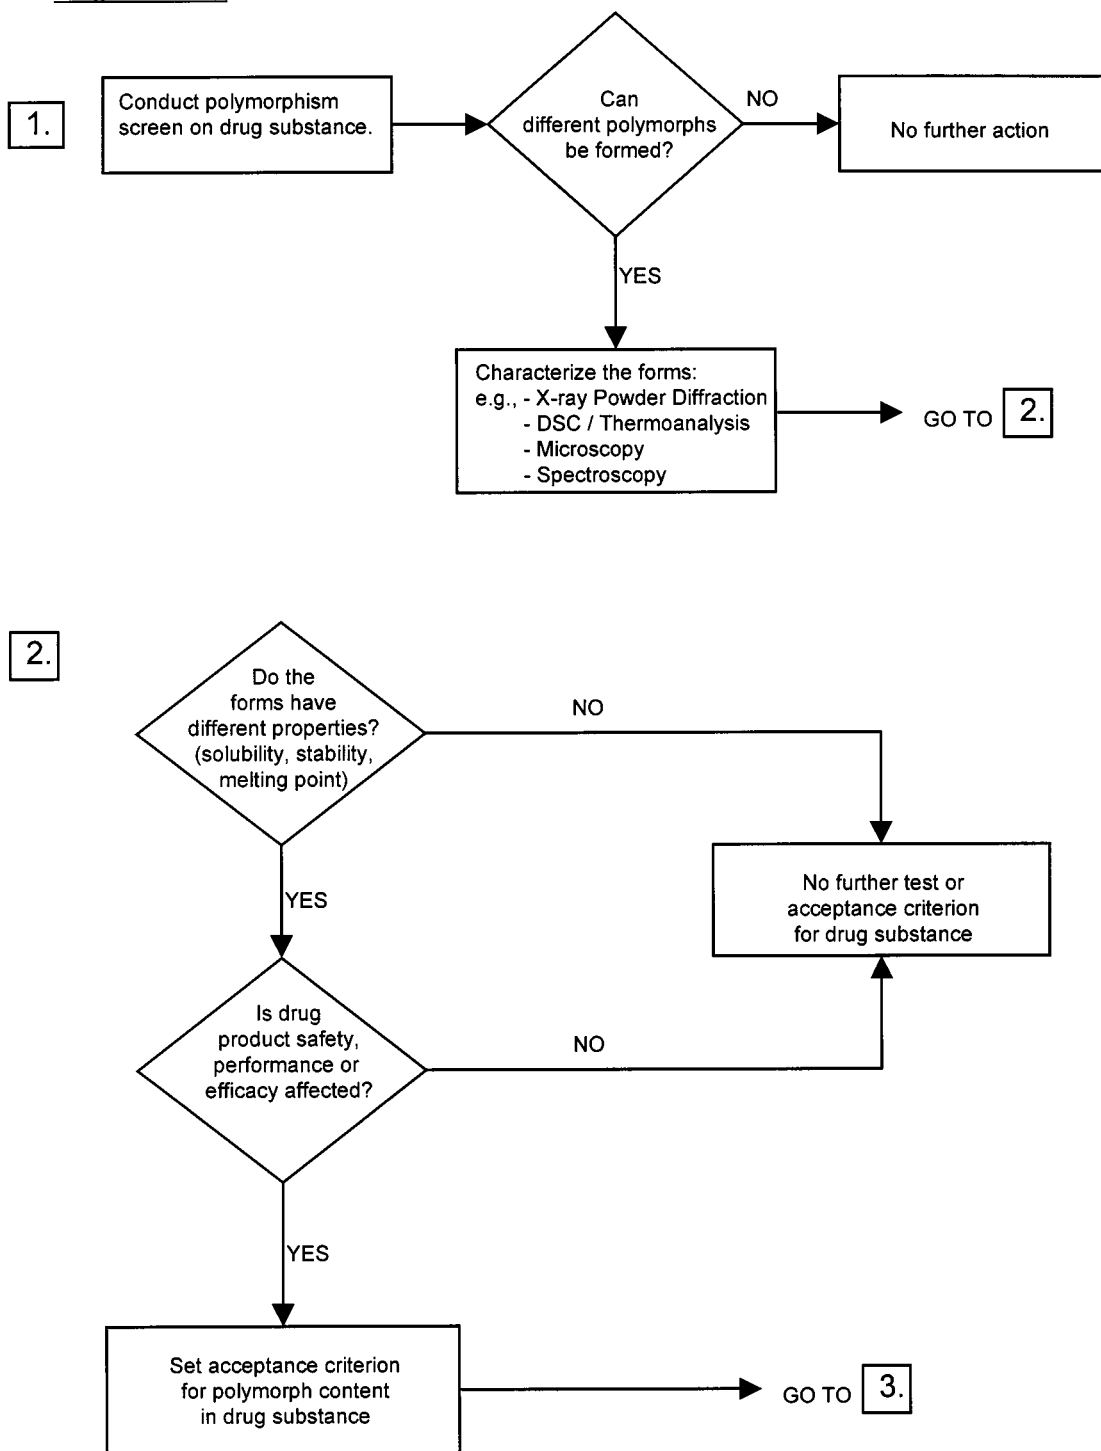 1.
Conduct polymorphism
screen on drug substance.
Can
different polymorphs
be formed?
NO
No further action
YES
Characterize the forms:
e.g., - X-ray Powder Diffraction
- DSC / Thermoanalysis
- Microscopy
- Spectroscopy
GO TO 2.
2.
Do the
forms have
different properties?
(solubility, stability,
melting point)
NO
YES
No further test or
acceptance criterion
for drug substance
Is drug
product safety,
performance or
efficacy affected?
NO
YES
Set acceptance criterion
for polymorph content
in drug substance
GO TO 3.